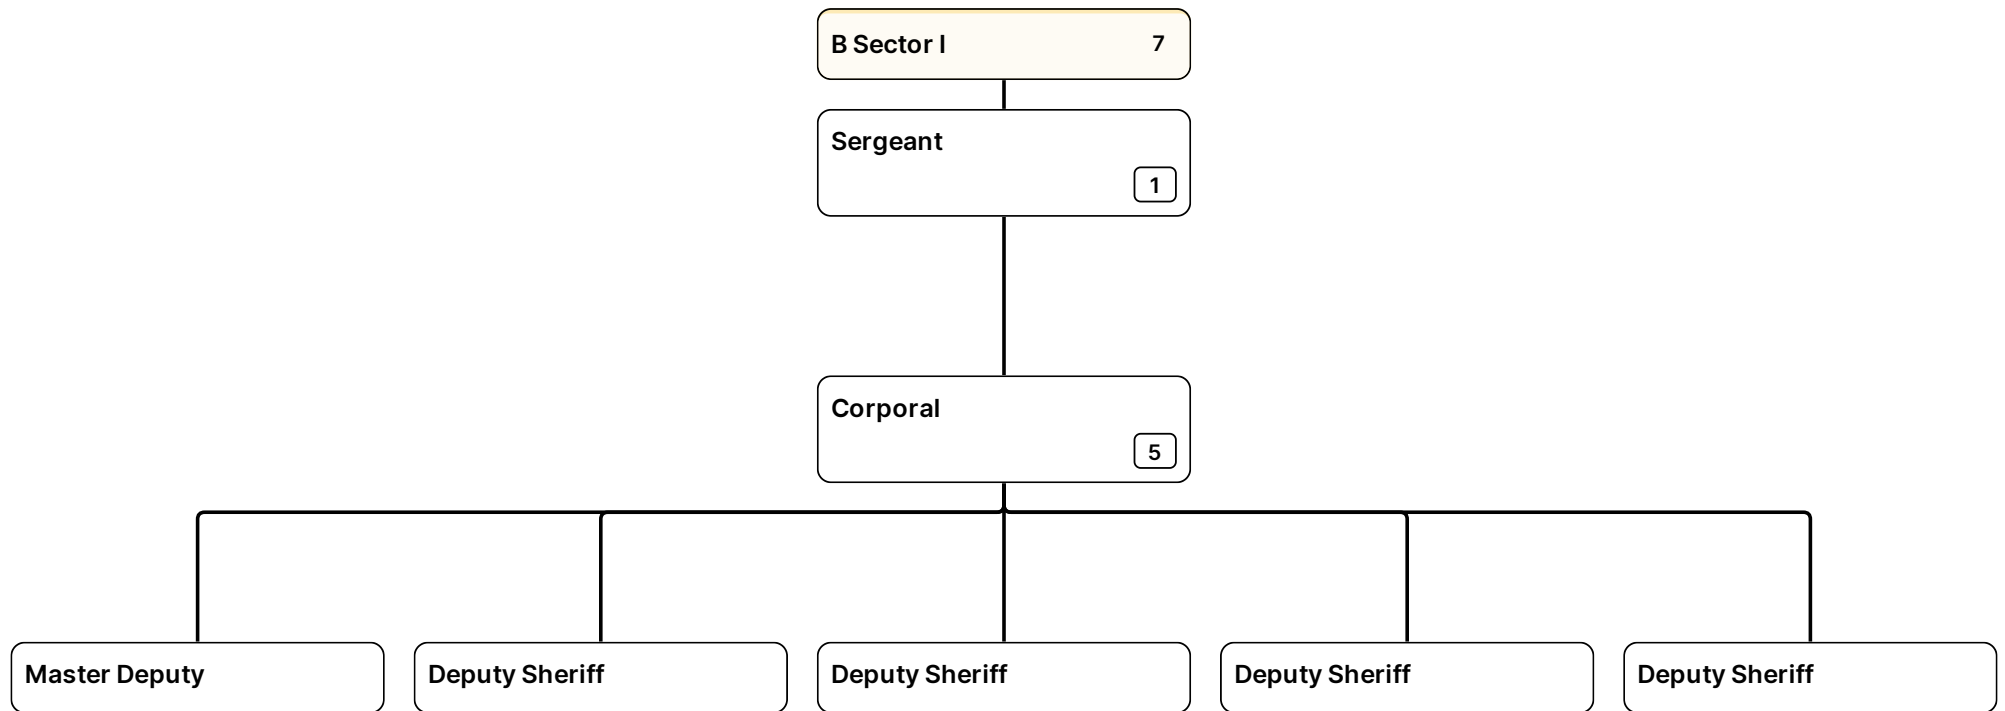 B Sector I 7
Sergeant
1
Corporal
5
Master Deputy
Deputy Sheriff
Deputy Sheriff
Deputy Sheriff
Deputy Sheriff